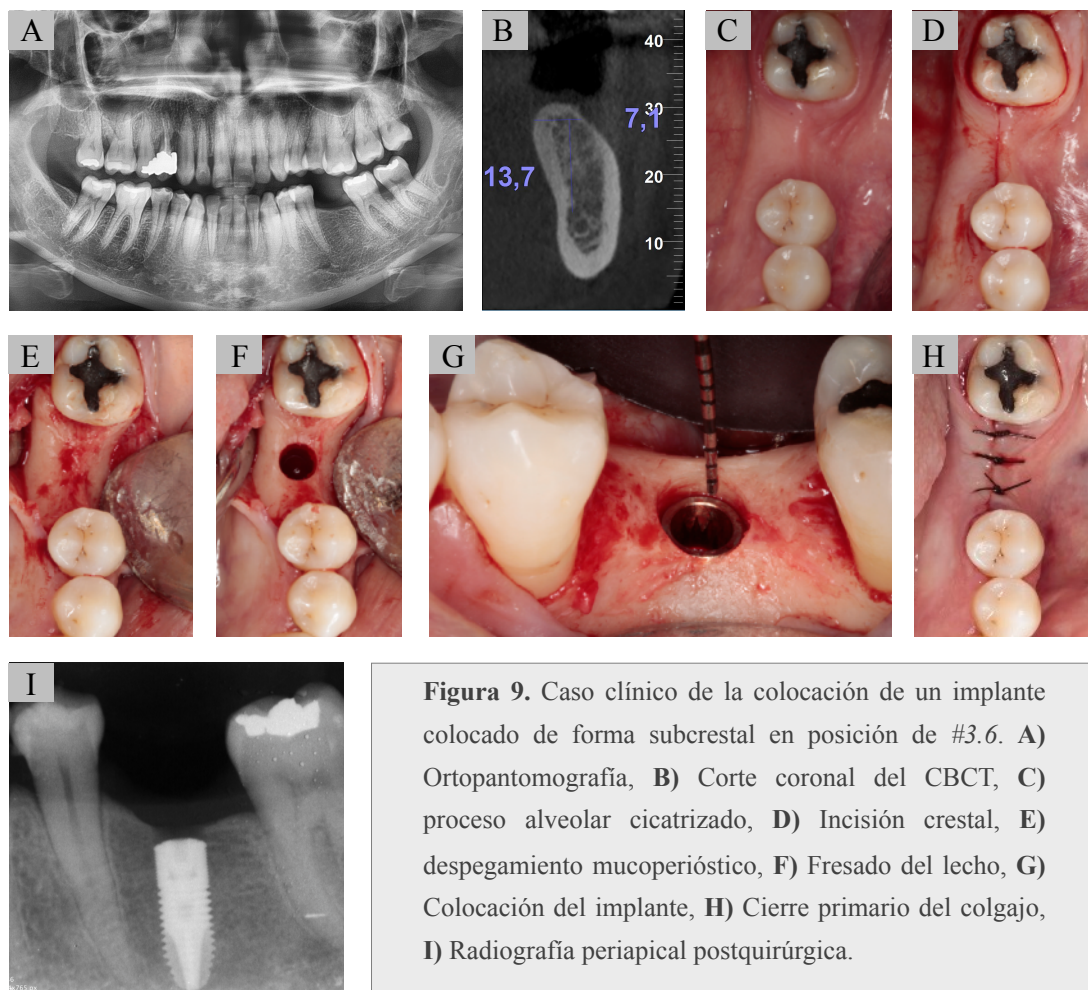 A
B
40
30
7,1
13,7
20
10
C
D
E
F
G
H
I
Figura 9. Caso clínico de la colocación de un implante
colocado de forma subcrestal en posición de #3.6. A)
Ortopantomografía, B) Corte coronal del CBCT, C)
proceso alveolar cicatrizado, D) Incisión crestal, E)
despegamiento mucoperióstico, F) Fresado del lecho, G)
Colocación del implante, H) Cierre primario del colgajo,
I) Radiografía periapical postquirúrgica.